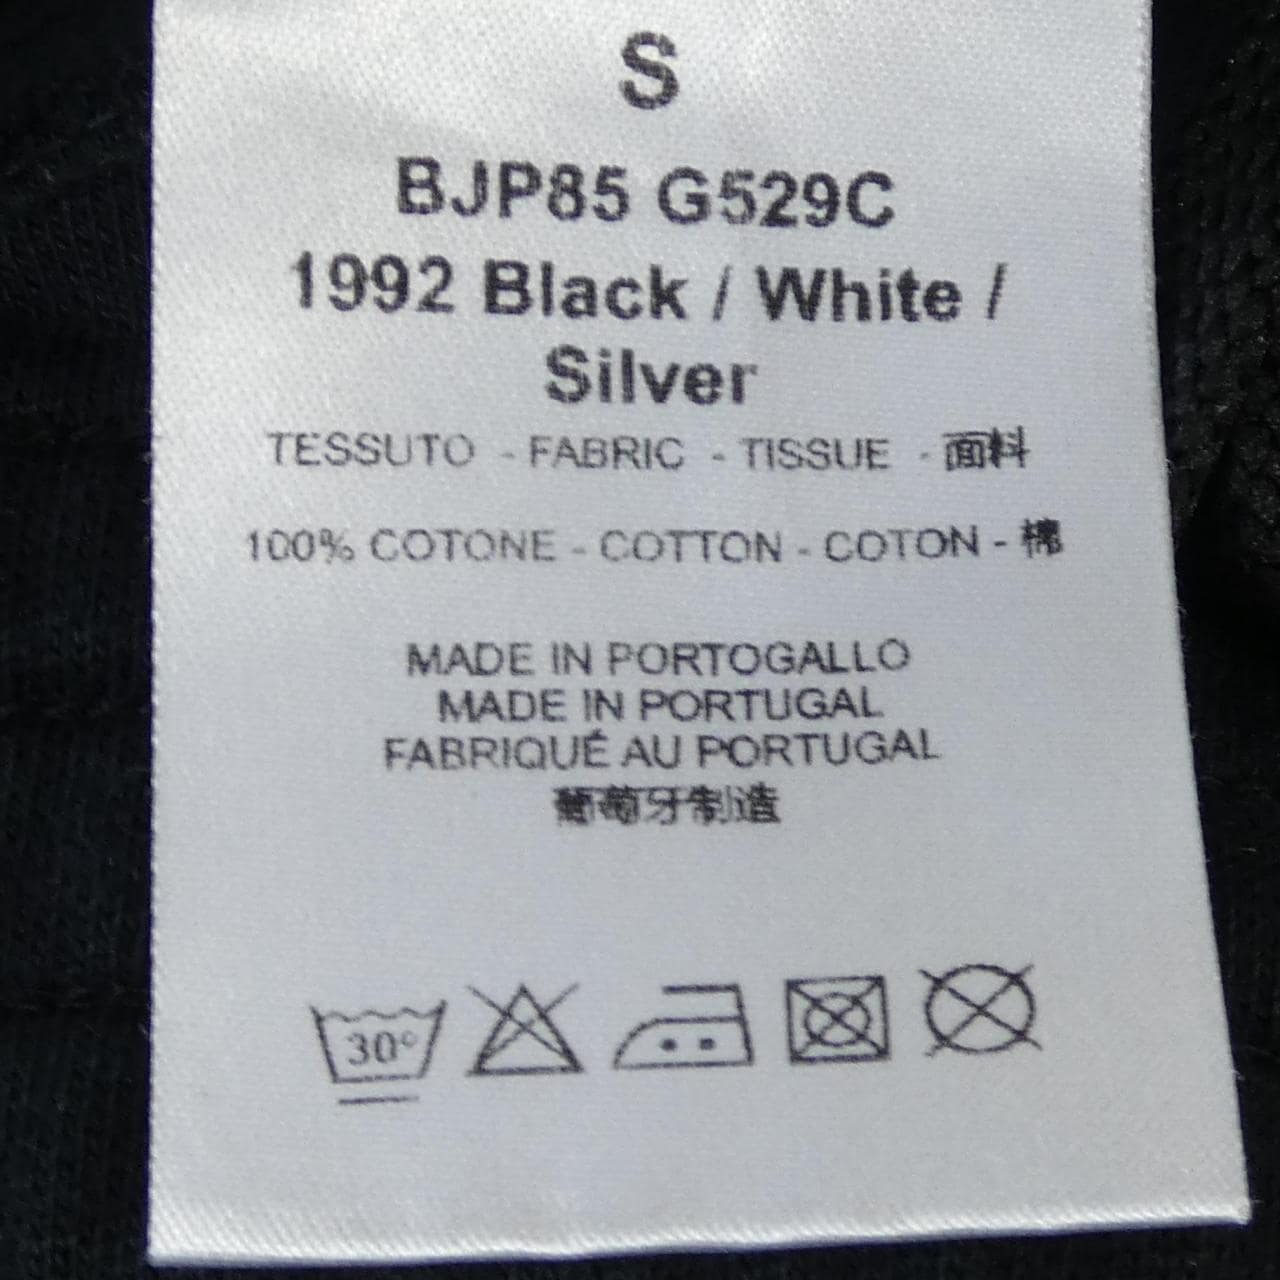 S
BJP85 G529C
1992 Black / White /
Silver
TESSUTO - FABRIC - TISSUE - 面料
100% COTONE - COTTON - COTON - 棉
MADE IN PORTOGALLO
MADE IN PORTUGAL
FABRIQUÉ AU PORTUGAL
葡萄牙制造
30°